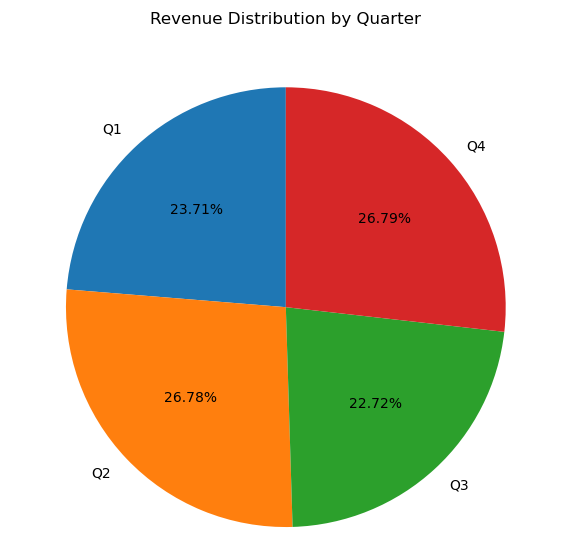 Revenue Distribution by Quarter
Q1
Q4
23.71%
26.79%
26.78%
22.72%
Q2
Q3